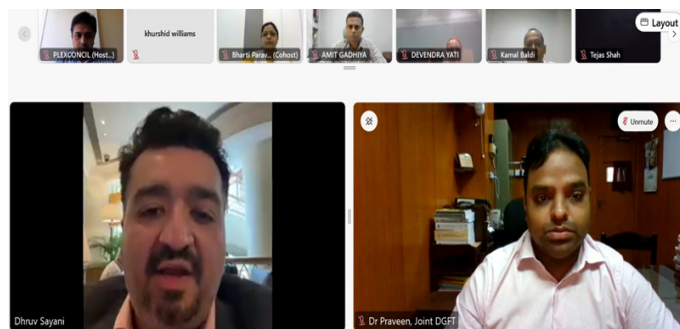 khurshid williams
Layout
PLEXCONCIL (Host...)
Bharti Parav... (Cohost)
AMIT GADHIYA
DEVENDRA YATI
Kamal Baldi
Tejas Shah
Unmute
Dhruv Sayani
Dr Praveen, Joint DGFT